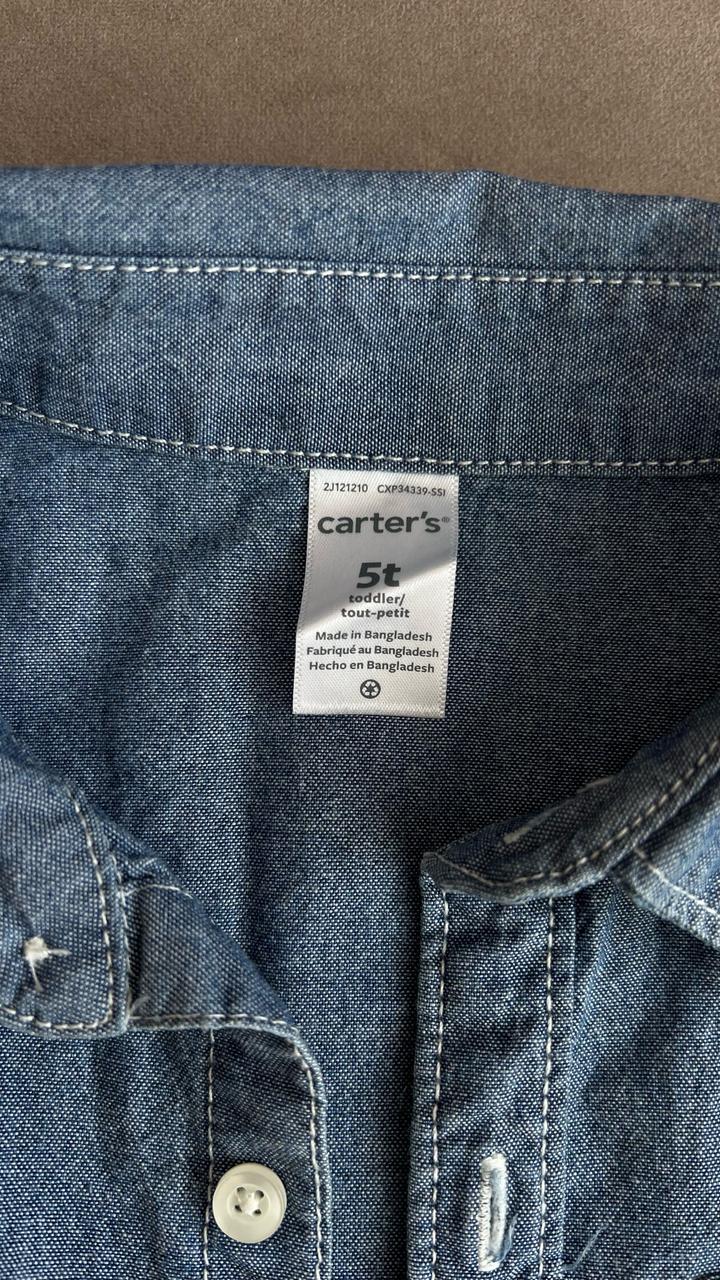 2J121210 CXP34339-SSI
carter's®
5t
toddler/
tout-petit
Made in Bangladesh
Fabriqué au Bangladesh
Hecho en Bangladesh